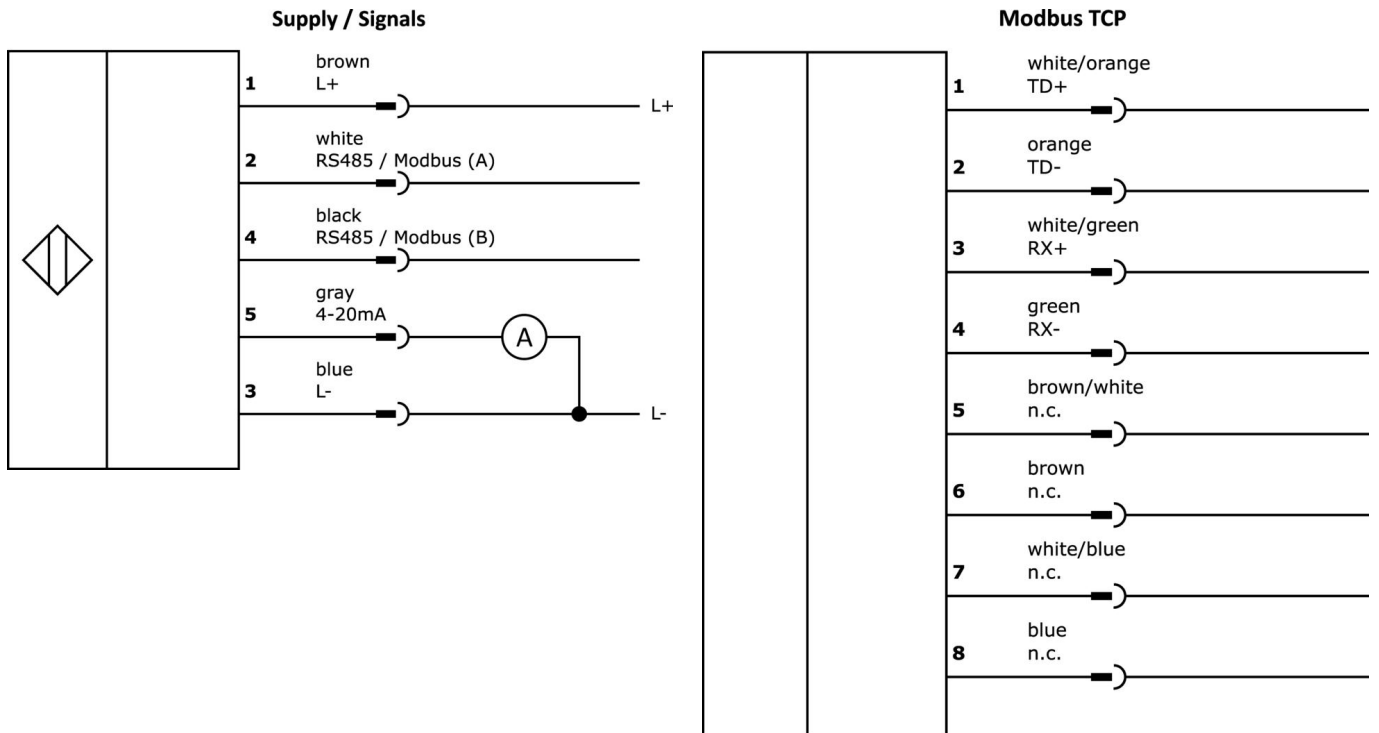 Supply / Signals
brown
1 L+
L+
white
2 RS485 / Modbus (A)
black
4 RS485 / Modbus (B)
gray
5 4-20mA
A
blue
3 L-
L-
Modbus TCP
white/orange
1 TD+
orange
2 TD-
white/green
3 RX+
green
4 RX-
brown/white
5 n.c.
brown
6 n.c.
white/blue
7 n.c.
blue
8 n.c.